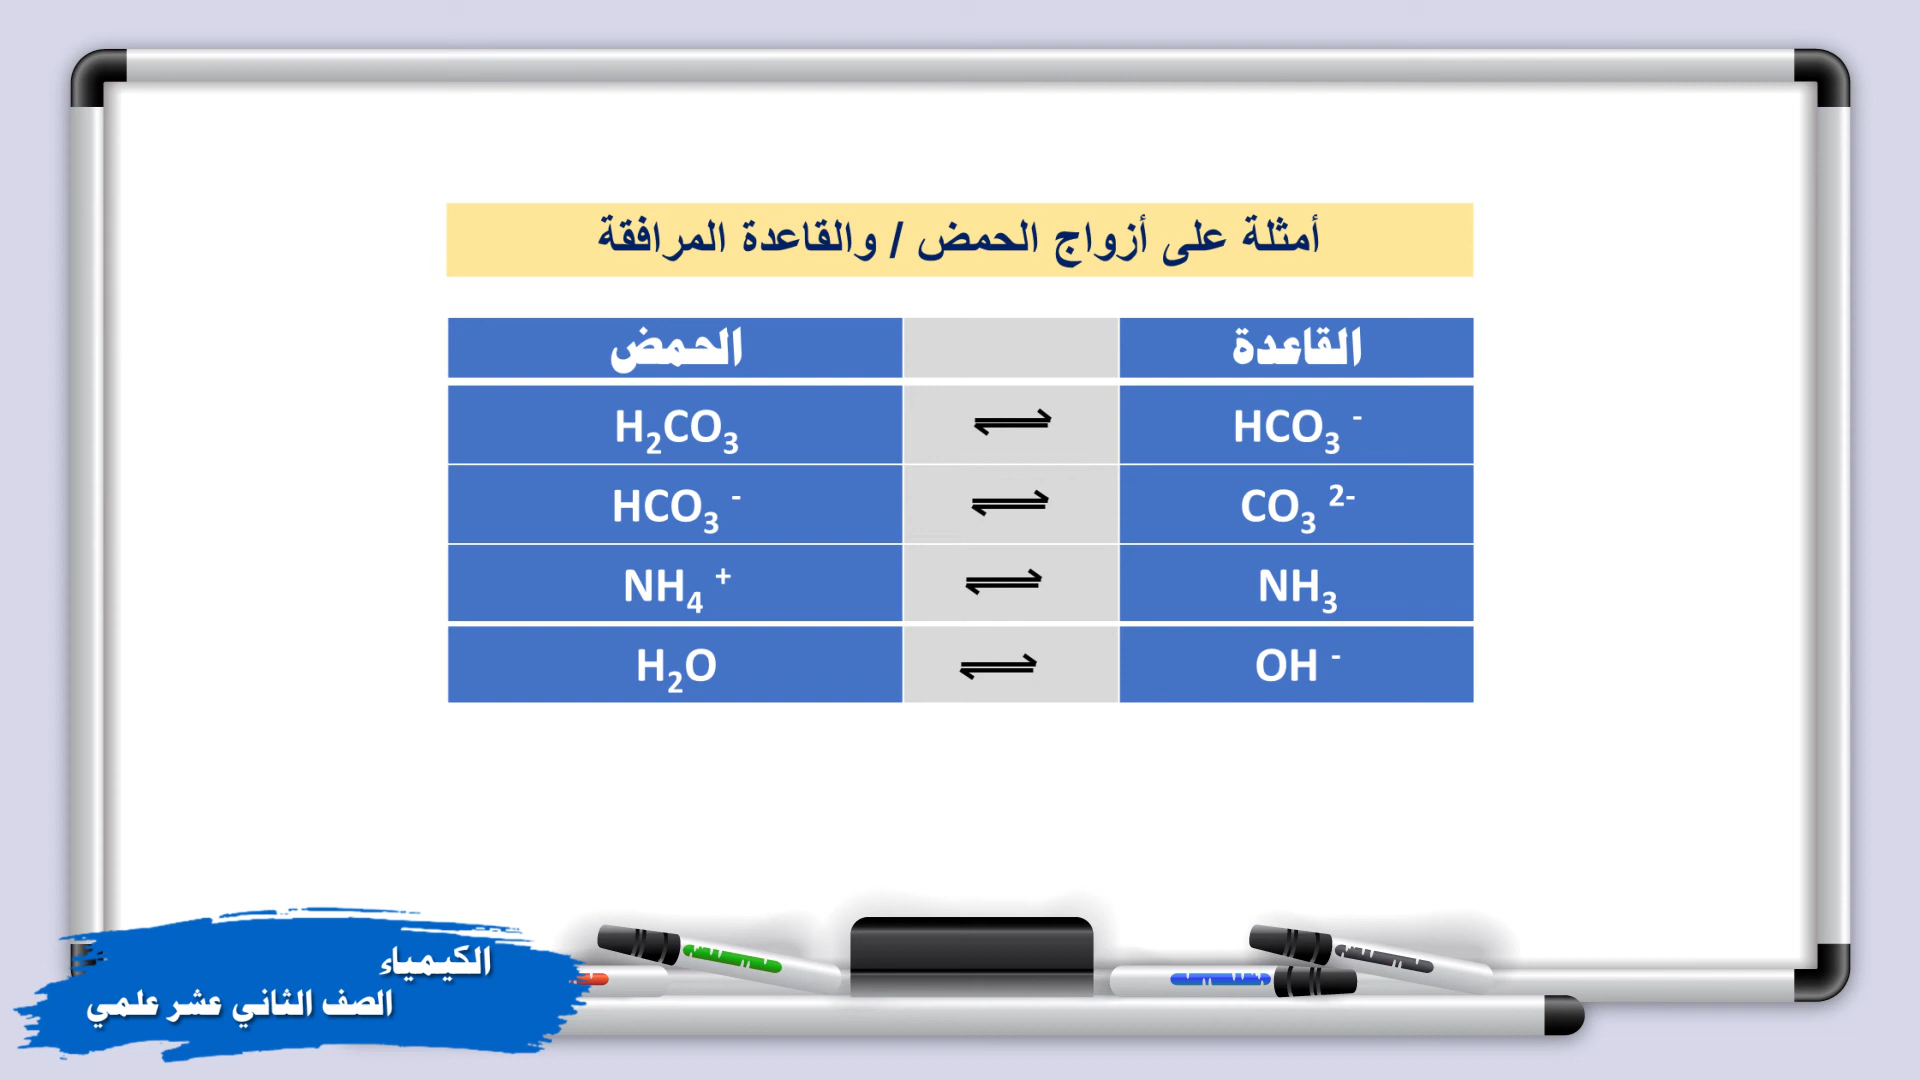 أمثلة على أزواج الحمض / والقاعدة المرافقة
الحمض القاعدة
H₂CO₃ ⇌ HCO₃ ⁻
HCO₃ ⁻ ⇌ CO₃ ²⁻
NH₄ ⁺ ⇌ NH₃
H₂O ⇌ OH ⁻
الكيمياء
الصف الثاني عشر علمي